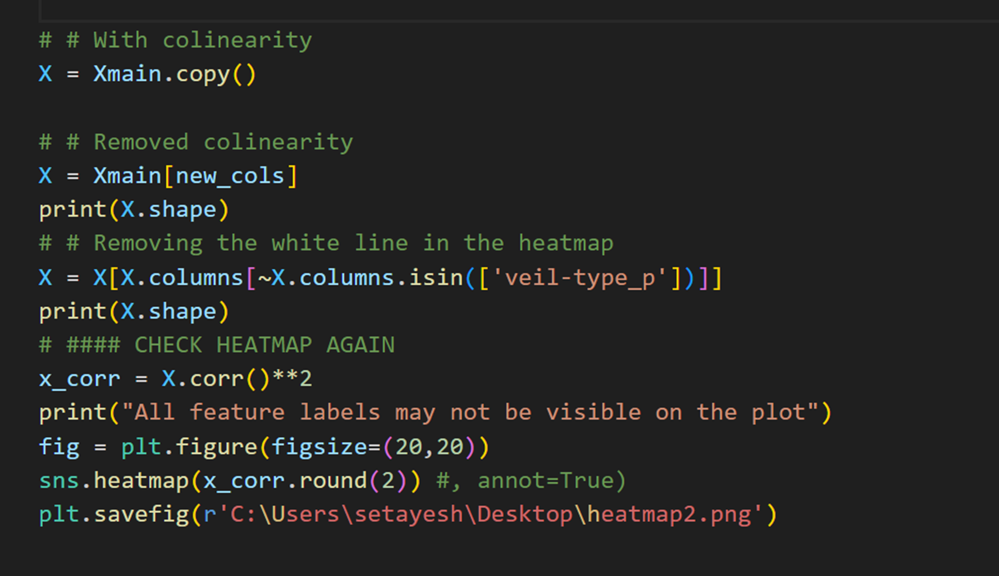 # # With colinearity
X = Xmain.copy()
# # Removed colinearity
X = Xmain[new_cols]
print(X.shape)
# # Removing the white line in the heatmap
X = X[X.columns[~X.columns.isin(['veil-type_p'])]]
print(X.shape)
# #### CHECK HEATMAP AGAIN
x_corr = X.corr()**2
print("All feature labels may not be visible on the plot")
fig = plt.figure(figsize=(20,20))
sns.heatmap(x_corr.round(2)) #, annot=True)
plt.savefig(r'C:\Users\setayesh\Desktop\heatmap2.png')